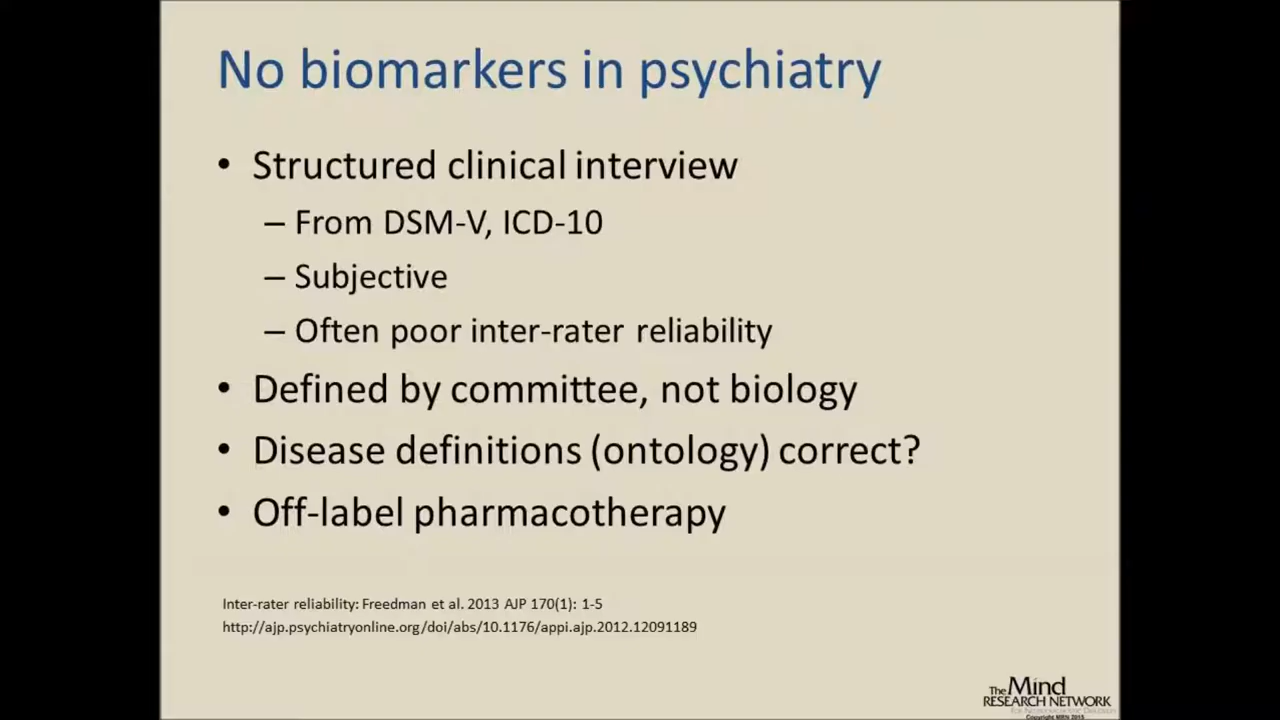 No biomarkers in psychiatry
• Structured clinical interview
– From DSM-V, ICD-10
– Subjective
– Often poor inter-rater reliability
• Defined by committee, not biology
• Disease definitions (ontology) correct?
• Off-label pharmacotherapy
Inter-rater reliability: Freedman et al. 2013 AJP 170(1): 1-5
http://ajp.psychiatryonline.org/doi/abs/10.1176/appi.ajp.2012.12091189
The Mind
RESEARCH NETWORK
Copyright MRN 2015